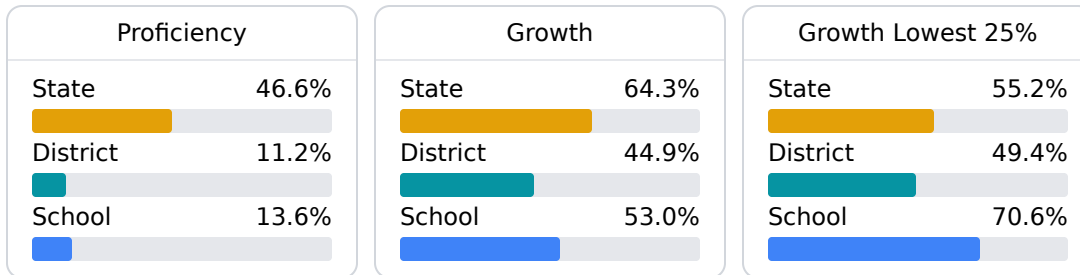 Proficiency
State 46.6%
District 11.2%
School 13.6%
Growth
State 64.3%
District 44.9%
School 53.0%
Growth Lowest 25%
State 55.2%
District 49.4%
School 70.6%